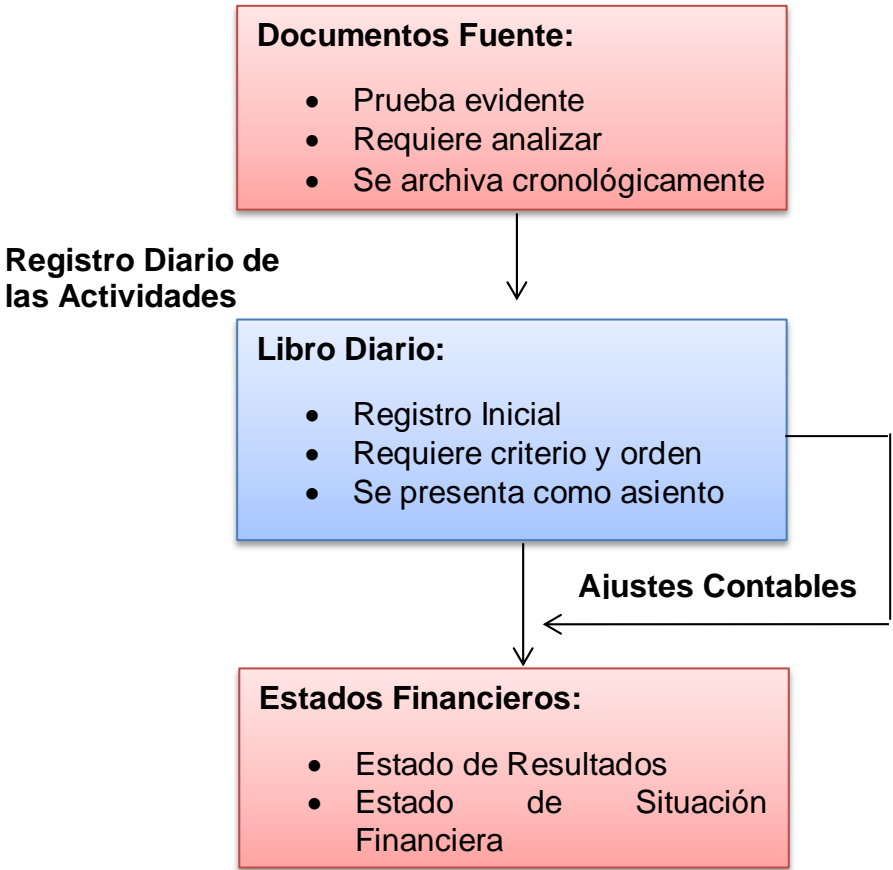 Documentos Fuente:
• Prueba evidente
• Requiere analizar
• Se archiva cronológicamente
Registro Diario de
las Actividades
Libro Diario:
• Registro Inicial
• Requiere criterio y orden
• Se presenta como asiento
Ajustes Contables
Estados Financieros:
• Estado de Resultados
• Estado de Situación
Financiera